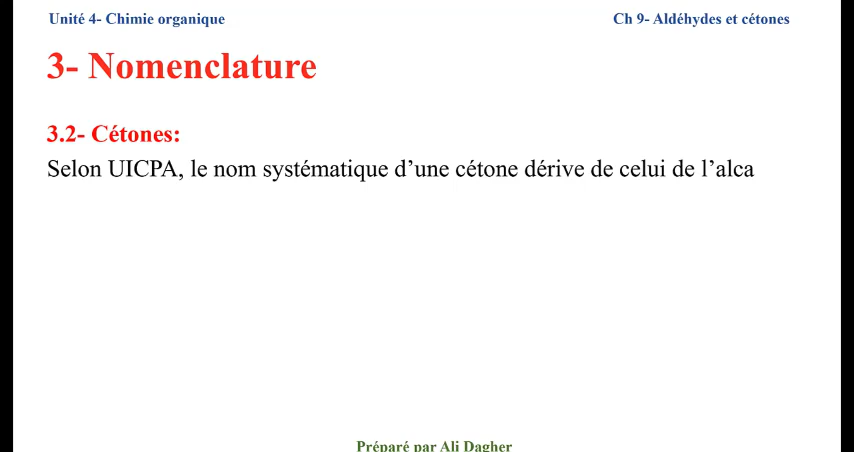 Unité 4- Chimie organique Ch 9- Aldéhydes et cétones
3- Nomenclature
3.2- Cétones:
Selon UICPA, le nom systématique d’une cétone dérive de celui de l’alca
Préparé par Ali Dagher